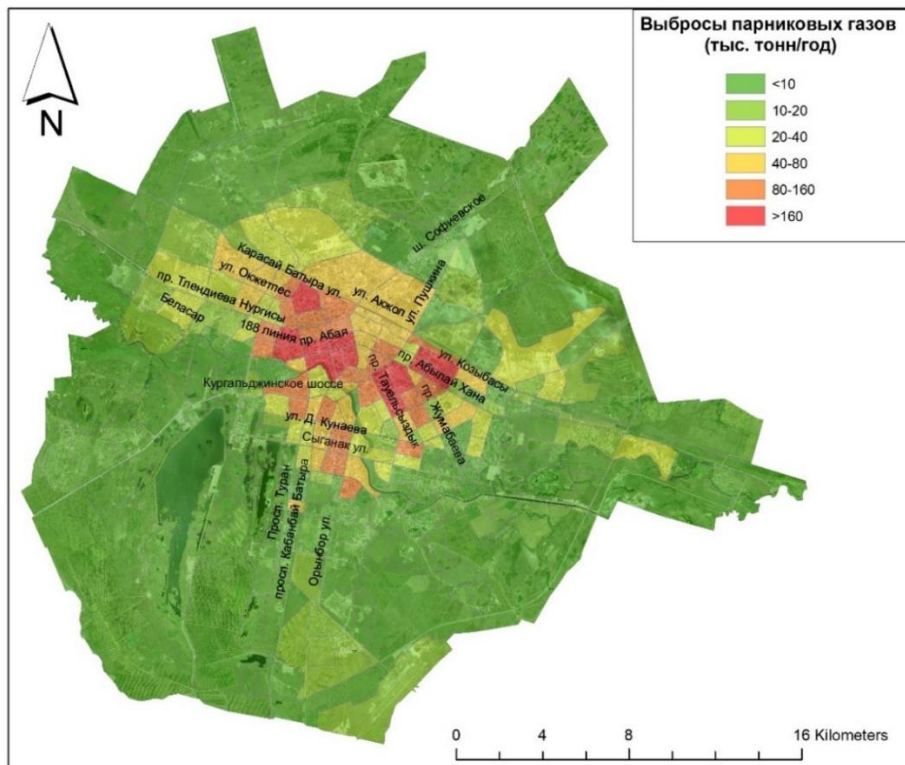 Выбросы парниковых газов
(тыс. тонн/год)
<10
10-20
20-40
40-80
80-160
>160
N
ш. Софиевское
Карасай Батыра ул.
ул. Окжетпес
ул. Аккол
ул. Пушкина
пр. Тлендиева Нургисы
Беласар
188 линия пр. Абая
ул. Козыбасы
пр. Абылай Хана
пр. Тауелсыздык
пр. Жумабаева
Кургальджинское шоссе
ул. Д. Кунаева
Сыганак ул.
Просп. Туран
просп. Кабанбай Батыра
Орынбор ул.
0 4 8 16 Kilometers